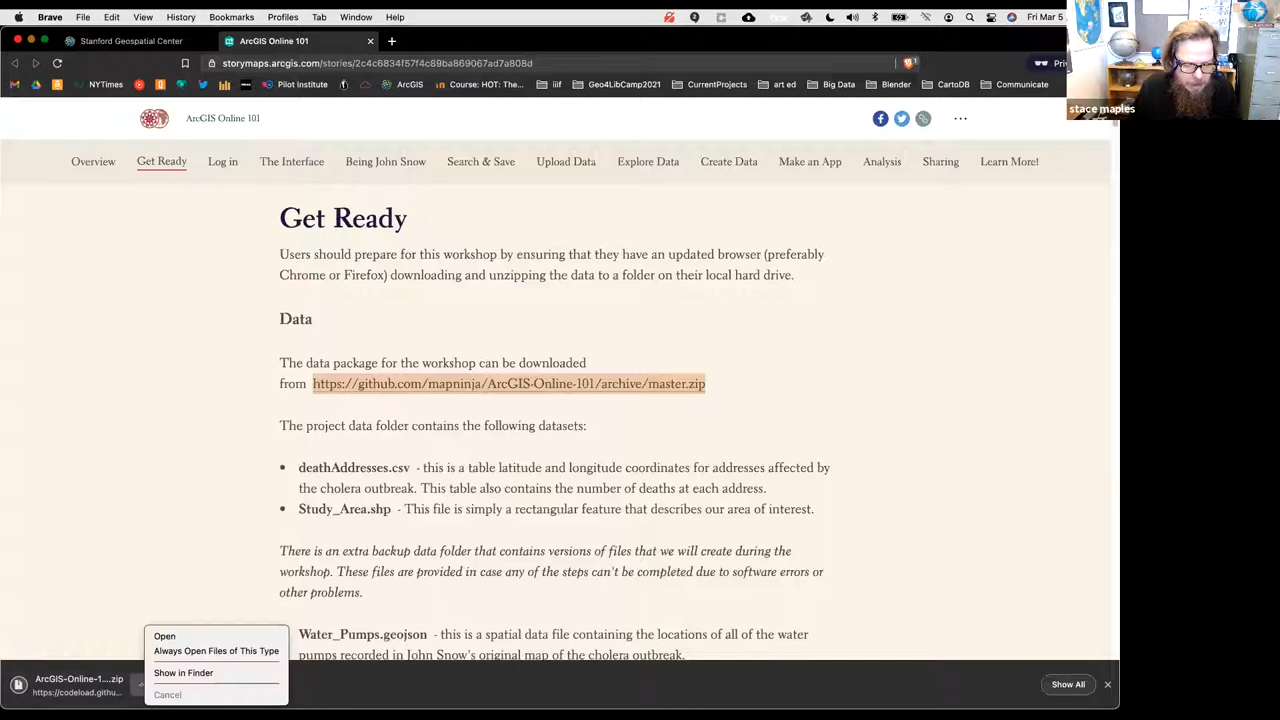 Brave File Edit View History Bookmarks Profiles Tab Window Help
Fri Mar 5
Stanford Geospatial Center
ArcGIS Online 101
storymaps.arcgis.com/stories/2c4c6834f57f4c89ba869067ad7a808d
1
NYTimes Pilot Institute ArcGIS Course: HOT: The... iiif Geo4LibCamp2021 CurrentProjects art ed Big Data Blender CartoDB Communicate
stace maples
ArcGIS Online 101
Overview Get Ready Log in The Interface Being John Snow Search & Save Upload Data Explore Data Create Data Make an App Analysis Sharing Learn More!
Get Ready
Users should prepare for this workshop by ensuring that they have an updated browser (preferably
Chrome or Firefox) downloading and unzipping the data to a folder on their local hard drive.
Data
The data package for the workshop can be downloaded
from https://github.com/mapninja/ArcGIS-Online-101/archive/master.zip
The project data folder contains the following datasets:
deathAddresses.csv - this is a table latitude and longitude coordinates for addresses affected by
the cholera outbreak. This table also contains the number of deaths at each address.
Study_Area.shp - This file is simply a rectangular feature that describes our area of interest.
There is an extra backup data folder that contains versions of files that we will create during the
workshop. These files are provided in case any of the steps can't be completed due to software errors or
other problems.
Water_Pumps.geojson - this is a spatial data file containing the locations of all of the water
pumps recorded in John Snow's original map of the cholera outbreak.
Open
Always Open Files of This Type
Show in Finder
Cancel
ArcGIS-Online-1....zip
https://codeload.githu...
Show All